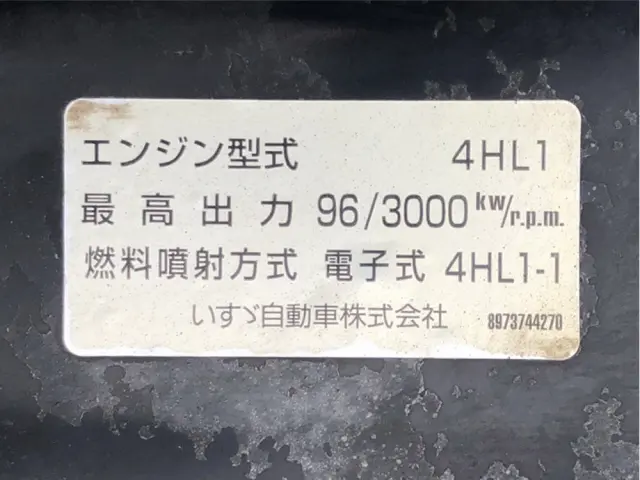 エンジン型式 4HL1
最高出力 96/3000 kw/r.p.m.
燃料噴射方式 電子式 4HL1-1
いすゞ自動車株式会社 8973744270